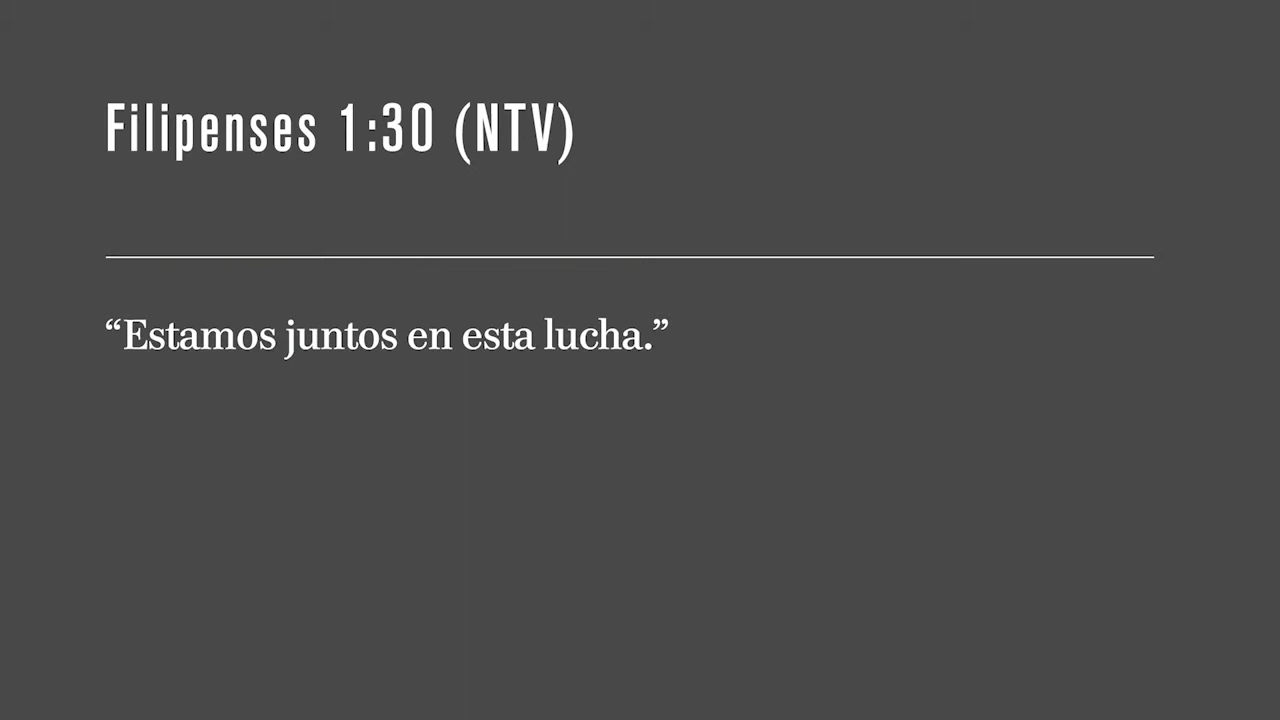 Filipenses 1:30 (NTV)
“Estamos juntos en esta lucha.”